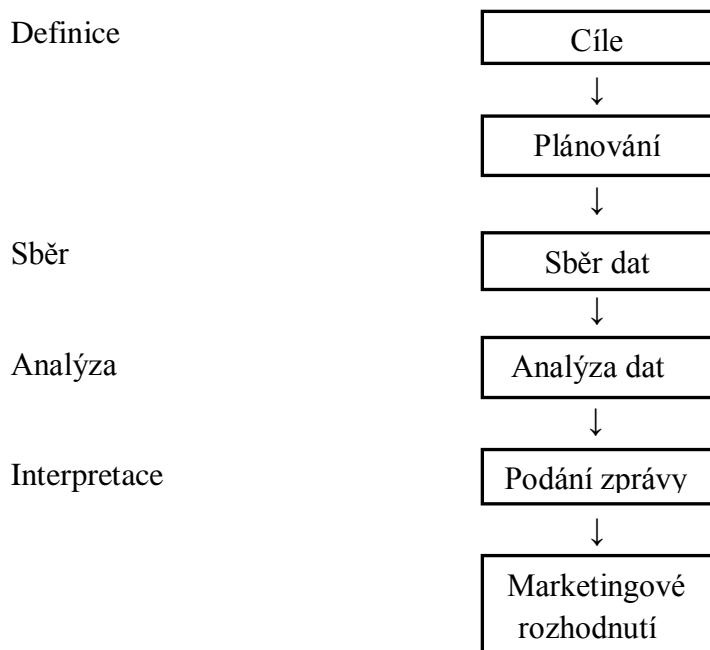 Definice
Cíle
↓
Plánování
↓
Sběr
Sběr dat
↓
Analýza
Analýza dat
↓
Interpretace
Podání zprávy
↓
Marketingové
rozhodnutí